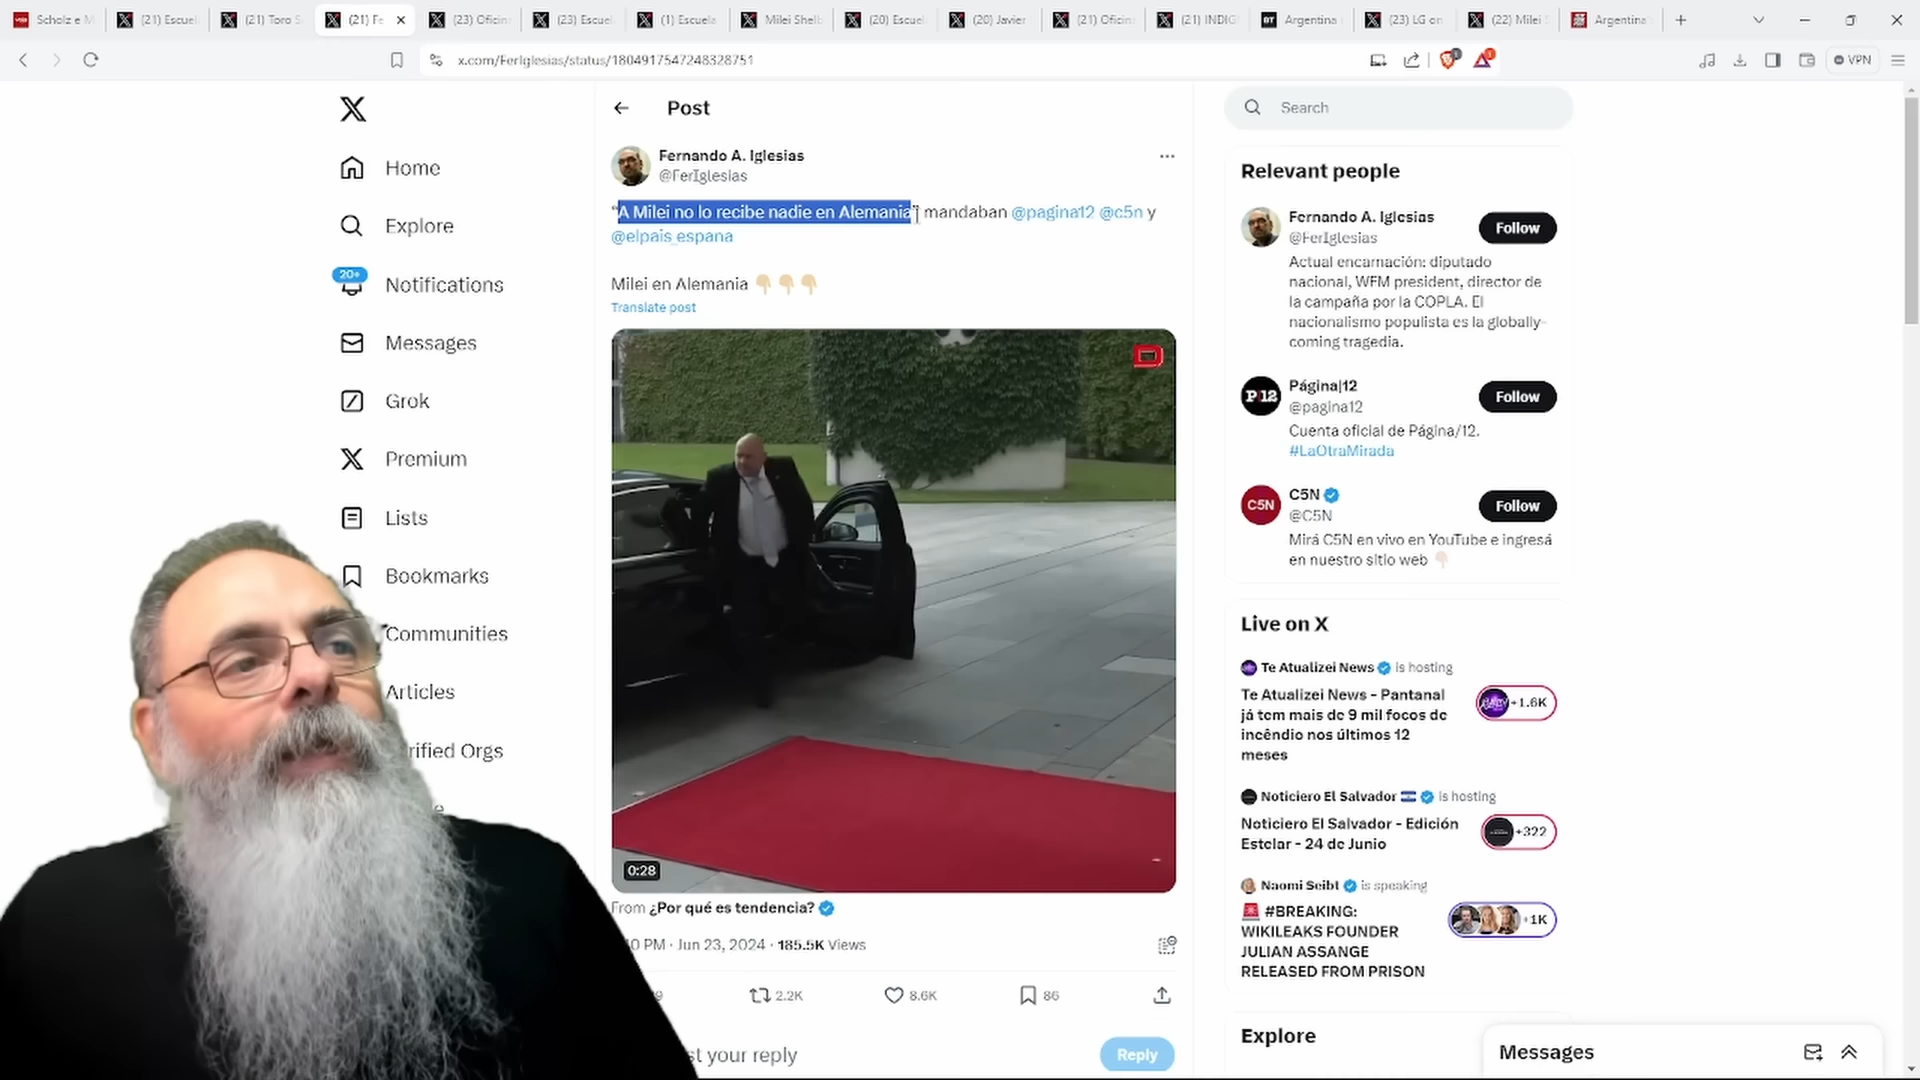 Scholz e M
(21) Escuel
(21) Toro S
(21) Fe
(23) Oficin
(23) Escuel
(1) Escuela
Milei Shelb
(20) Escuel
(20) Javier
(21) Oficin
(21) INDIG
Argentina
(23) LG on
(22) Milei S
Argentina
x.com/FerIglesias/status/1804917547248328751
VPN
Post
Search
Home
Explore
20+
Notifications
Messages
Grok
Premium
Lists
Bookmarks
Communities
Articles
rified Orgs
Fernando A. Iglesias
@FerIglesias
“A Milei no lo recibe nadie en Alemania” mandaban @pagina12 @c5n y
@elpais_espana
Milei en Alemania 👇🏼👇🏼👇🏼
Translate post
0:28
From ¿Por qué es tendencia?
10 PM · Jun 23, 2024 · 185.5K Views
2.2K
8.6K
86
st your reply
Reply
Relevant people
Fernando A. Iglesias
@FerIglesias
Follow
Actual encarnación: diputado
nacional, WFM president, director de
la campaña por la COPLA. El
nacionalismo populista es la globally-
coming tragedia.
P12
Página|12
@pagina12
Follow
Cuenta oficial de Página/12.
#LaOtraMirada
C5N
C5N
@C5N
Follow
Mirá C5N en vivo en YouTube e ingresá
en nuestro sitio web 👇🏻
Live on X
Te Atualizei News is hosting
Te Atualizei News - Pantanal
já tem mais de 9 mil focos de
incêndio nos últimos 12
meses
+1.6K
Noticiero El Salvador 🇸🇻 is hosting
Noticiero El Salvador - Edición
Estelar - 24 de Junio
+322
Naomi Seibt is speaking
🚨 #BREAKING:
WIKILEAKS FOUNDER
JULIAN ASSANGE
RELEASED FROM PRISON
+1K
Explore
Messages